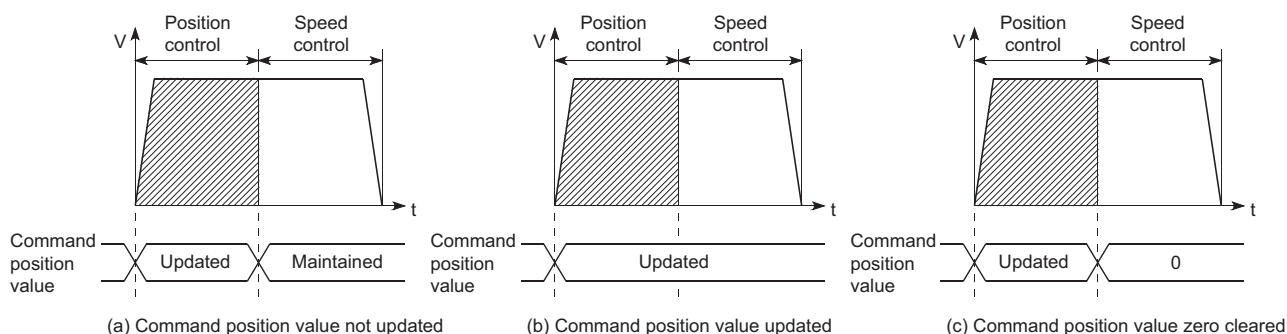 Position control
Speed control
V
t
Command position value
Updated
Maintained
(a) Command position value not updated
Position control
Speed control
V
t
Command position value
Updated
(b) Command position value updated
Position control
Speed control
V
t
Command position value
Updated
0
(c) Command position value zero cleared